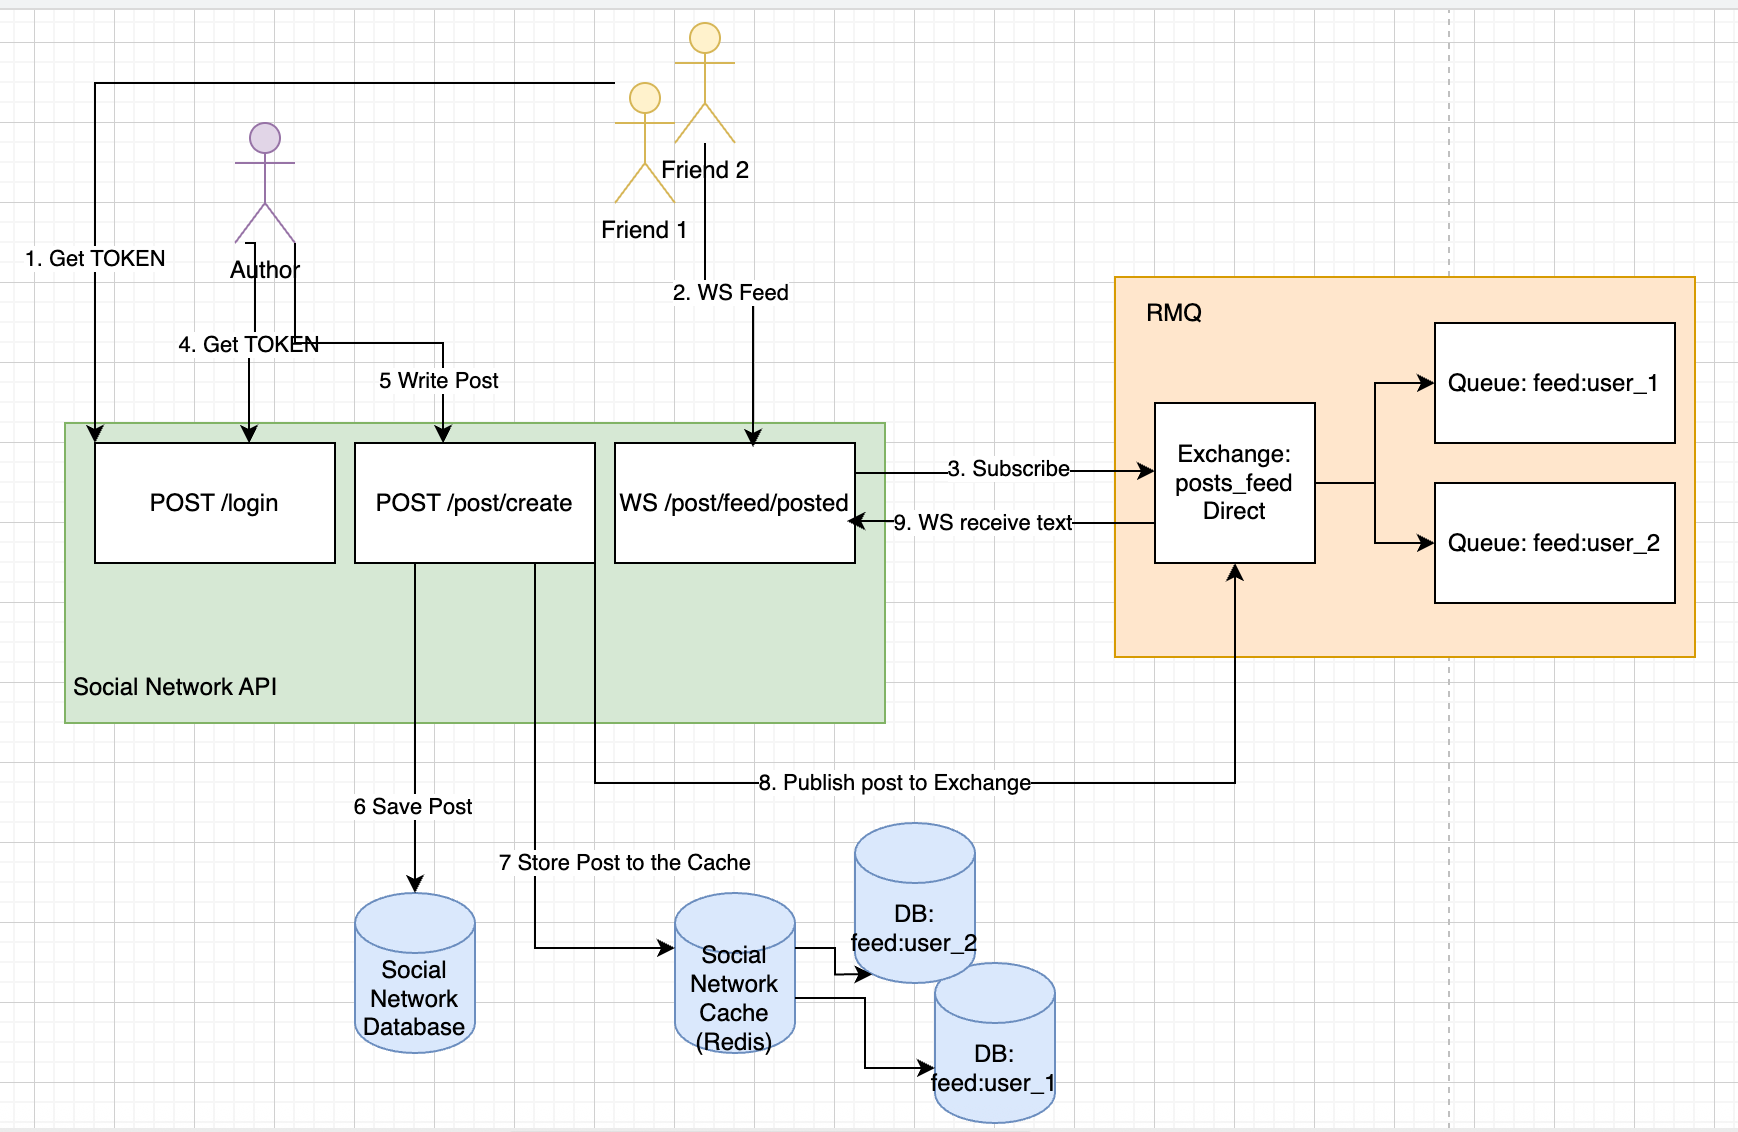 Friend 2
Friend 1
1. Get TOKEN
Author
2. WS Feed
RMQ
4. Get TOKEN
5 Write Post
Queue: feed:user_1
Exchange:
posts_feed
Direct
3. Subscribe
POST /login
POST /post/create
WS /post/feed/posted
9. WS receive text
Queue: feed:user_2
Social Network API
8. Publish post to Exchange
6 Save Post
7 Store Post to the Cache
DB:
feed:user_2
Social
Network
Database
Social
Network
Cache
(Redis)
DB:
feed:user_1